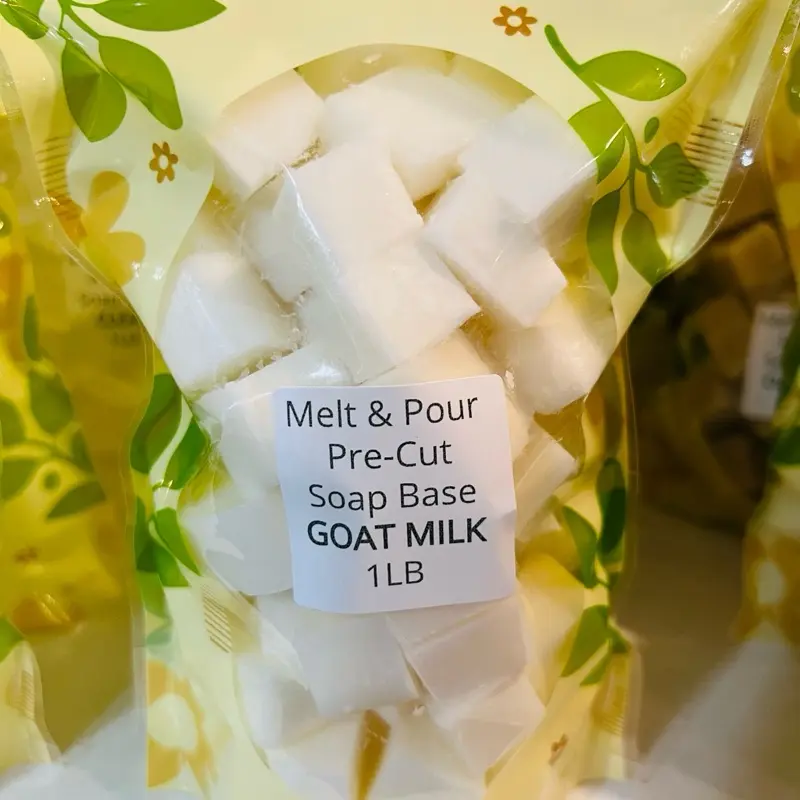 Melt & Pour
Pre-Cut
Soap Base
GOAT MILK
1LB